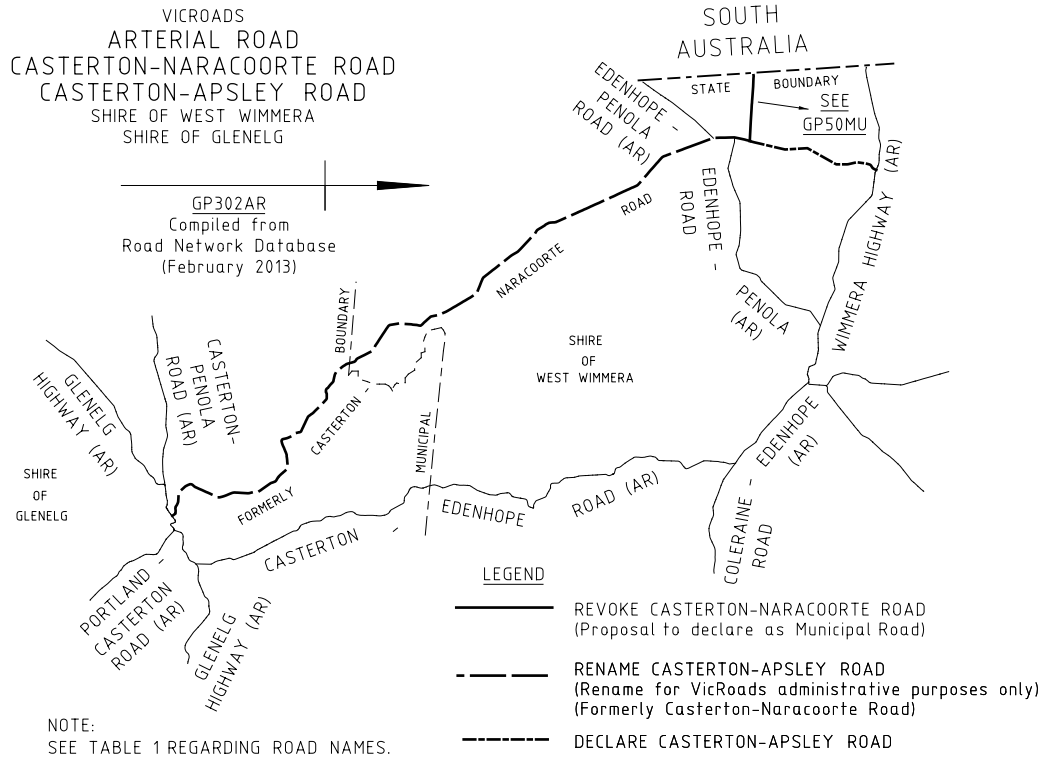 VICROADS
ARTERIAL ROAD
CASTERTON-NARACOORTE ROAD
CASTERTON-APSLEY ROAD
SHIRE OF WEST WIMMERA
SHIRE OF GLENELG
GP302AR
Compiled from
Road Network Database
(February 2013)
SOUTH
AUSTRALIA
STATE BOUNDARY
SEE
GP50MU
EDENHOPE -
PENOLA
ROAD (AR)
EDENHOPE -
ROAD
PENOLA
(AR)
WIMMERA HIGHWAY (AR)
FORMERLY CASTERTON - NARACOORTE ROAD
BOUNDARY
MUNICIPAL
SHIRE
OF
WEST WIMMERA
CASTERTON-
PENOLA
ROAD (AR)
GLENELG
HIGHWAY (AR)
SHIRE
OF
GLENELG
CASTERTON - EDENHOPE ROAD (AR)
COLERAINE - EDENHOPE
ROAD (AR)
PORTLAND -
CASTERTON
ROAD (AR)
GLENELG
HIGHWAY (AR)
LEGEND
REVOKE CASTERTON-NARACOORTE ROAD
(Proposal to declare as Municipal Road)
RENAME CASTERTON-APSLEY ROAD
(Rename for VicRoads administrative purposes only)
(Formerly Casterton-Naracoorte Road)
DECLARE CASTERTON-APSLEY ROAD
NOTE:
SEE TABLE 1 REGARDING ROAD NAMES.